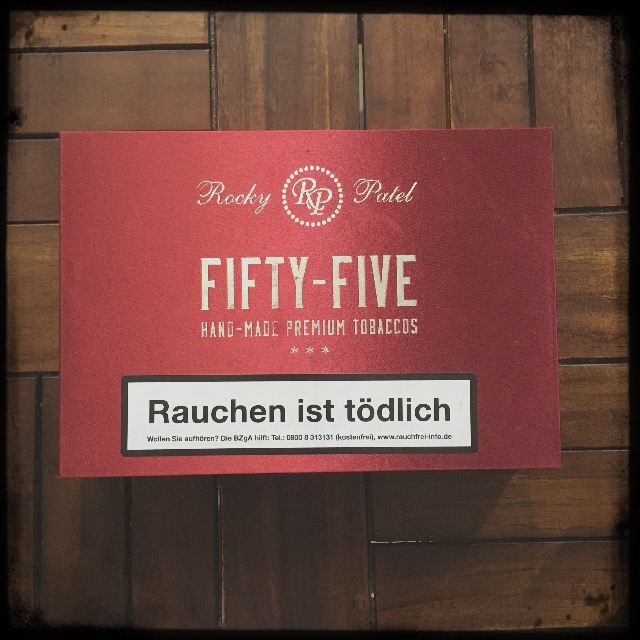 Rocky RP Patel
FIFTY-FIVE
HAND-MADE PREMIUM TOBACCOS
***
Rauchen ist tödlich
Wollen Sie aufhören? Die BZgA hilft: Tel.: 0800 8 313131 (kostenfrei), www.rauchfrei-info.de